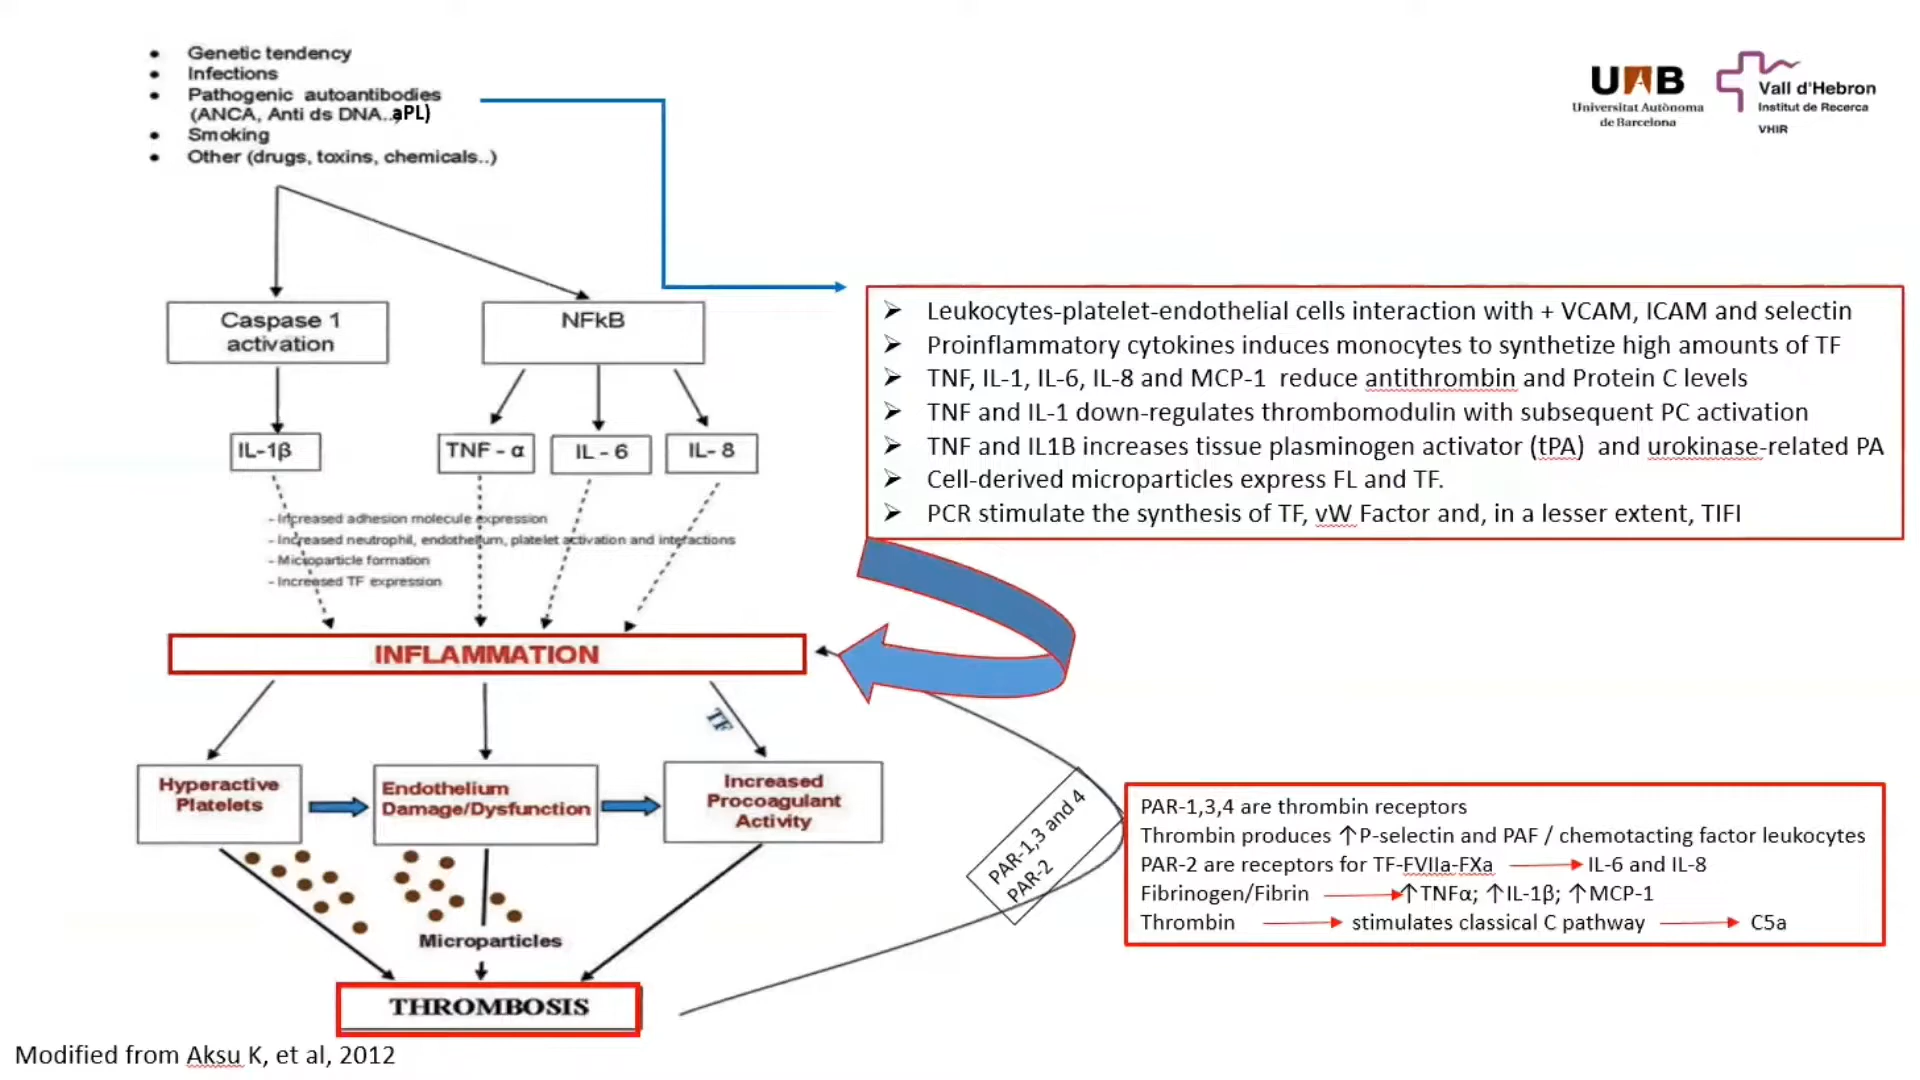 • Genetic tendency
• Infections
• Pathogenic autoantibodies
(ANCA, Anti ds DNA..aPL)
• Smoking
• Other (drugs, toxins, chemicals..)
UAB
Universitat Autònoma
de Barcelona
Vall d'Hebron
Institut de Recerca
VHIR
Caspase 1
activation
NFkB
IL-1β
TNF - α
IL - 6
IL- 8
- Increased adhesion molecule expression
- Increased neutrophil, endothelium, platelet activation and interactions
- Microparticle formation
- Increased TF expression
➢ Leukocytes-platelet-endothelial cells interaction with + VCAM, ICAM and selectin
➢ Proinflammatory cytokines induces monocytes to synthetize high amounts of TF
➢ TNF, IL-1, IL-6, IL-8 and MCP-1 reduce antithrombin and Protein C levels
➢ TNF and IL-1 down-regulates thrombomodulin with subsequent PC activation
➢ TNF and IL1B increases tissue plasminogen activator (tPA) and urokinase-related PA
➢ Cell-derived microparticles express FL and TF.
➢ PCR stimulate the synthesis of TF, vW Factor and, in a lesser extent, TIFI
INFLAMMATION
TF
Hyperactive
Platelets
Endothelium
Damage/Dysfunction
Increased
Procoagulant
Activity
Microparticles
THROMBOSIS
PAR-1,3 and 4
PAR-2
PAR-1,3,4 are thrombin receptors
Thrombin produces ↑P-selectin and PAF / chemotacting factor leukocytes
PAR-2 are receptors for TF-FVIIa-FXa → IL-6 and IL-8
Fibrinogen/Fibrin → ↑TNFα; ↑IL-1β; ↑MCP-1
Thrombin → stimulates classical C pathway → C5a
Modified from Aksu K, et al, 2012